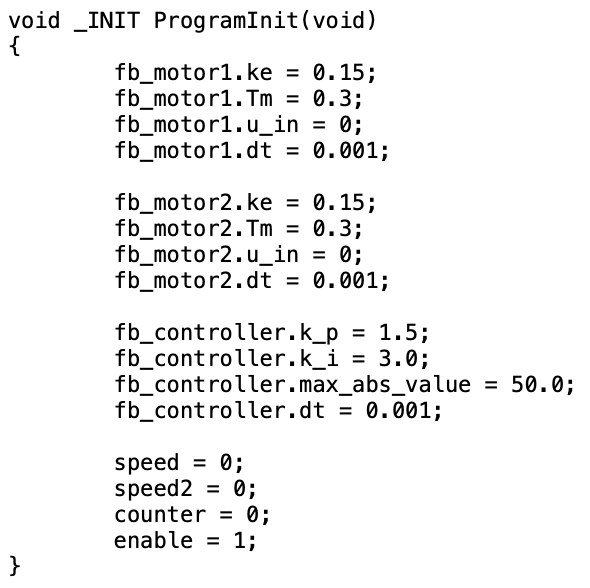 void _INIT ProgramInit(void)
{
        fb_motor1.ke = 0.15;
        fb_motor1.Tm = 0.3;
        fb_motor1.u_in = 0;
        fb_motor1.dt = 0.001;

        fb_motor2.ke = 0.15;
        fb_motor2.Tm = 0.3;
        fb_motor2.u_in = 0;
        fb_motor2.dt = 0.001;

        fb_controller.k_p = 1.5;
        fb_controller.k_i = 3.0;
        fb_controller.max_abs_value = 50.0;
        fb_controller.dt = 0.001;

        speed = 0;
        speed2 = 0;
        counter = 0;
        enable = 1;
}